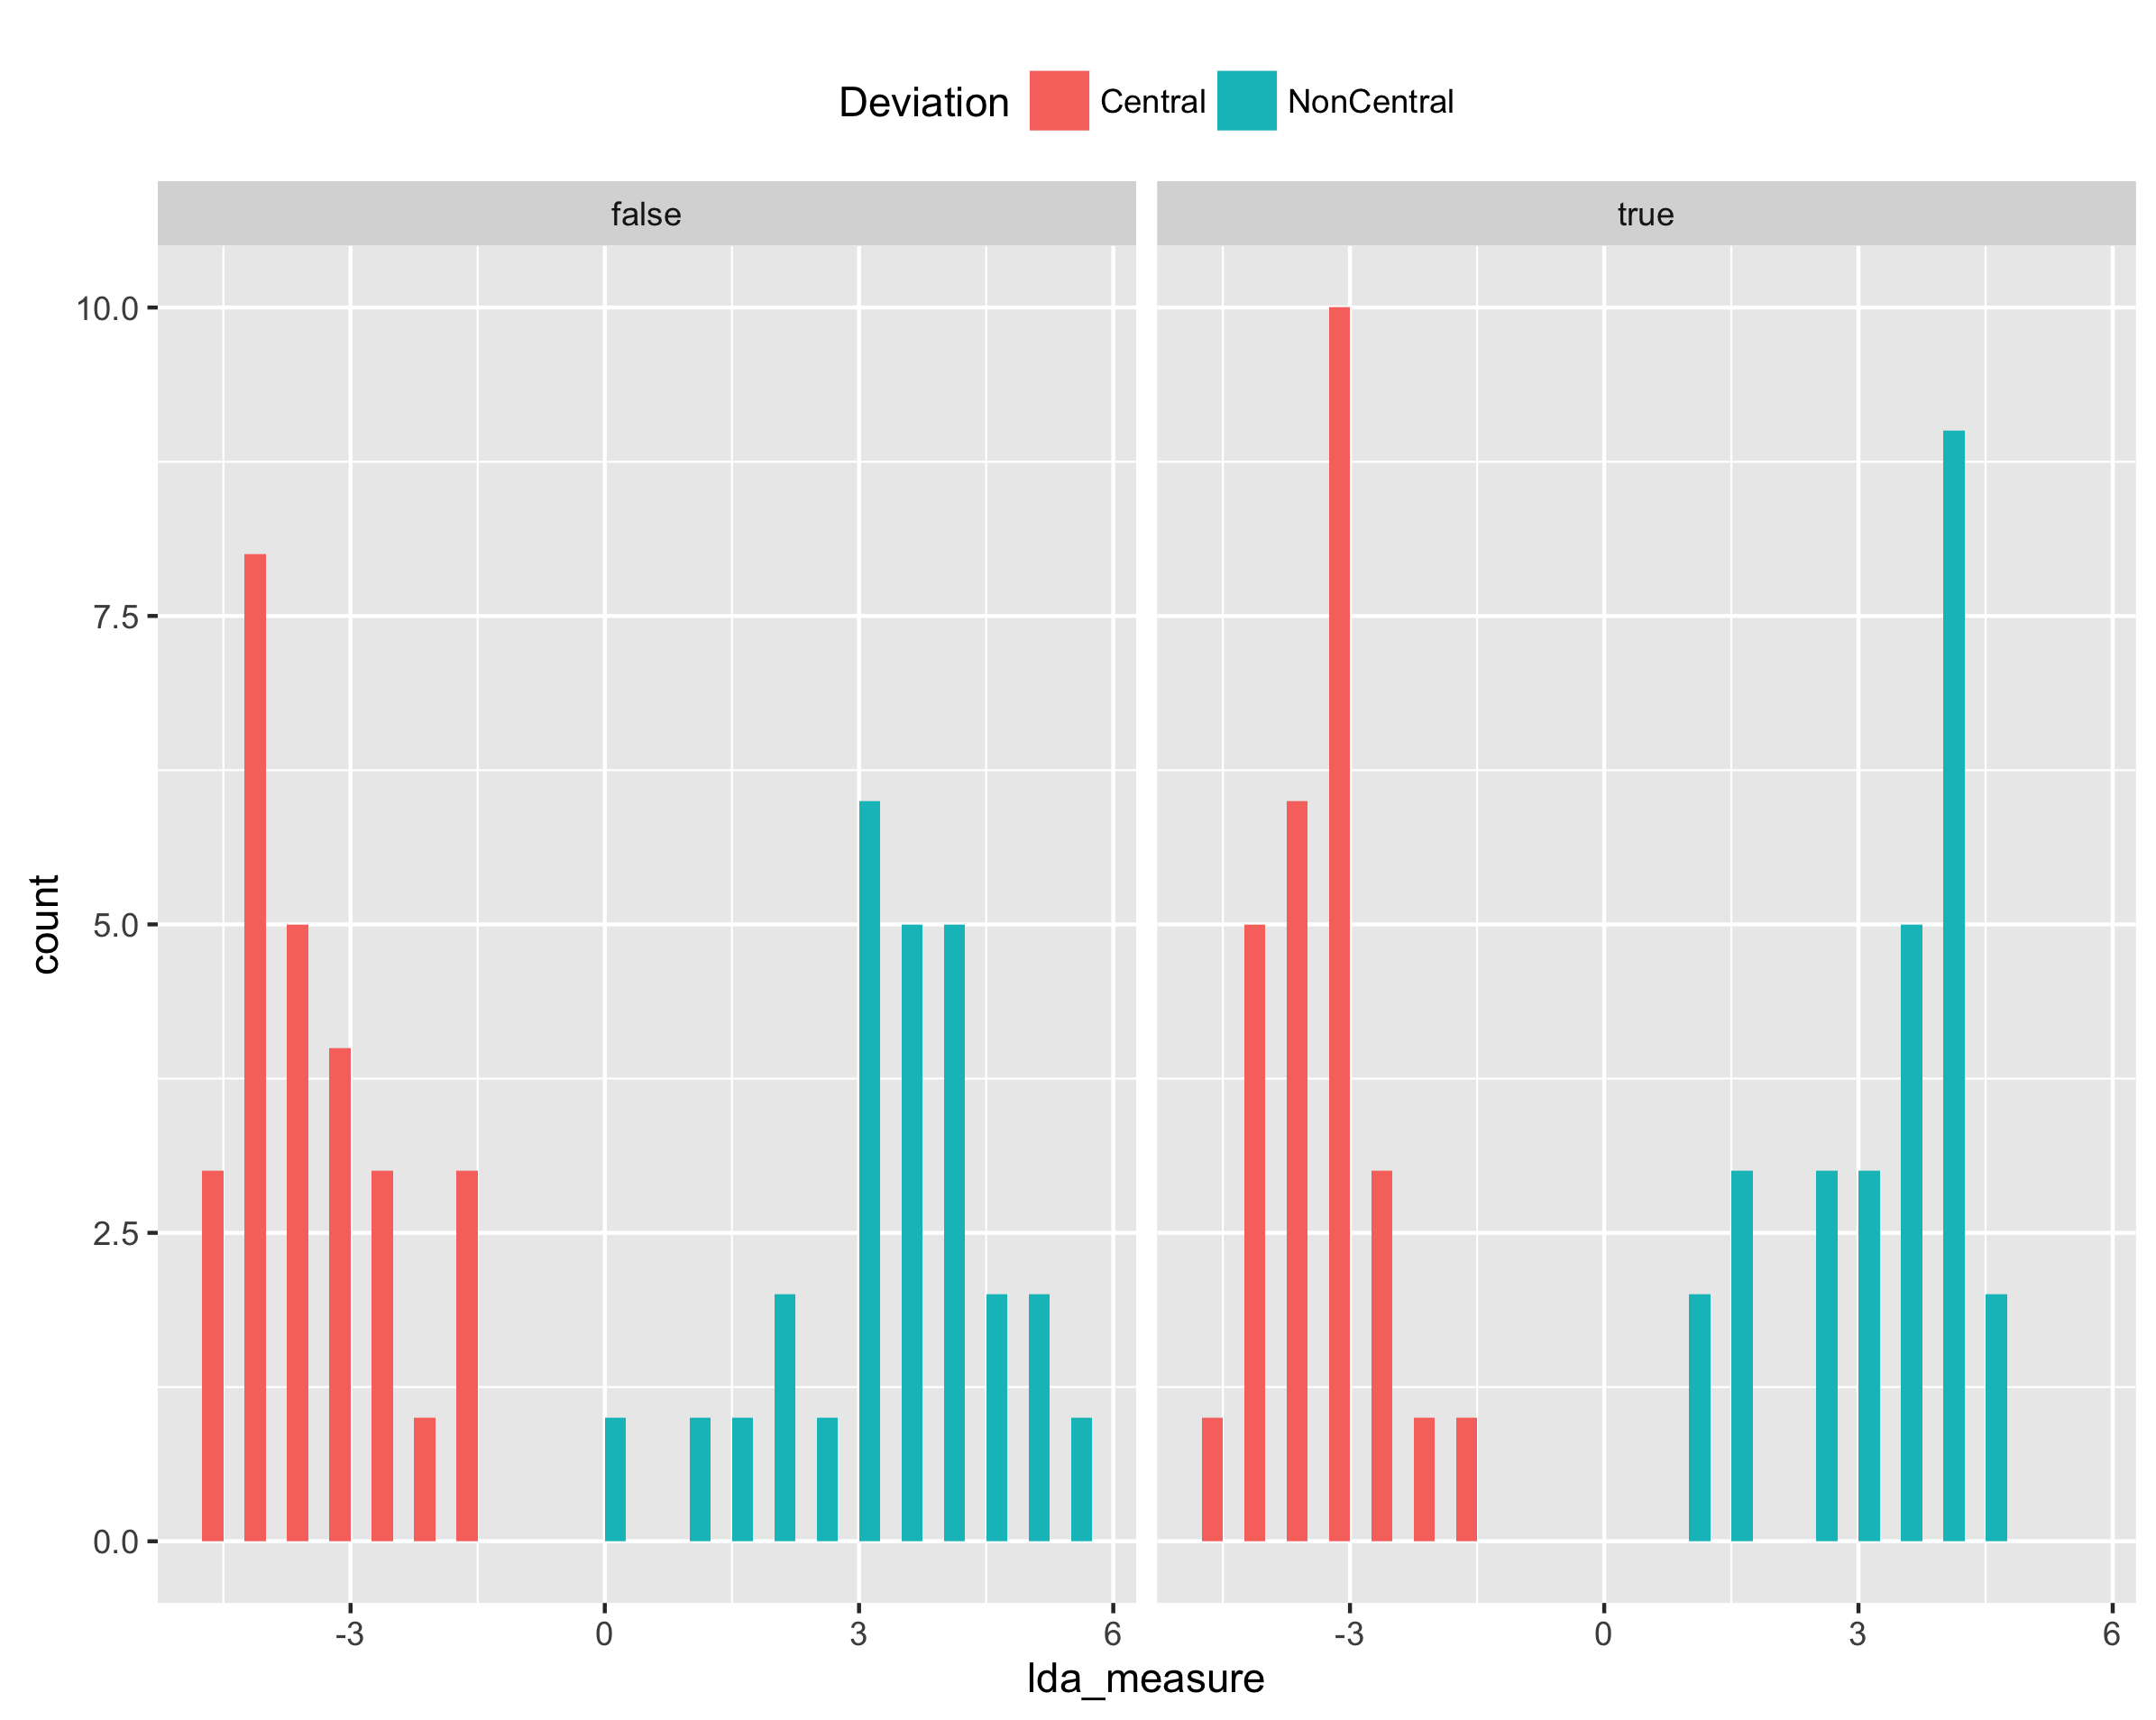 Deviation Central NonCentral
false true
10.0
7.5
5.0
2.5
0.0
count
-3 0 3 6 -3 0 3 6
lda_measure